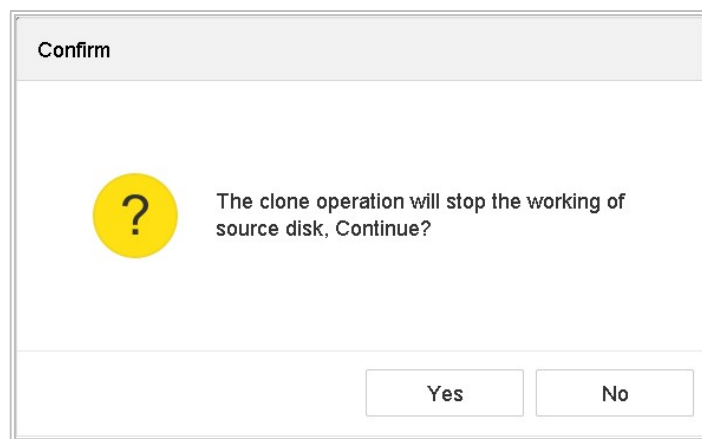 Confirm
?
The clone operation will stop the working of
source disk, Continue?
Yes No